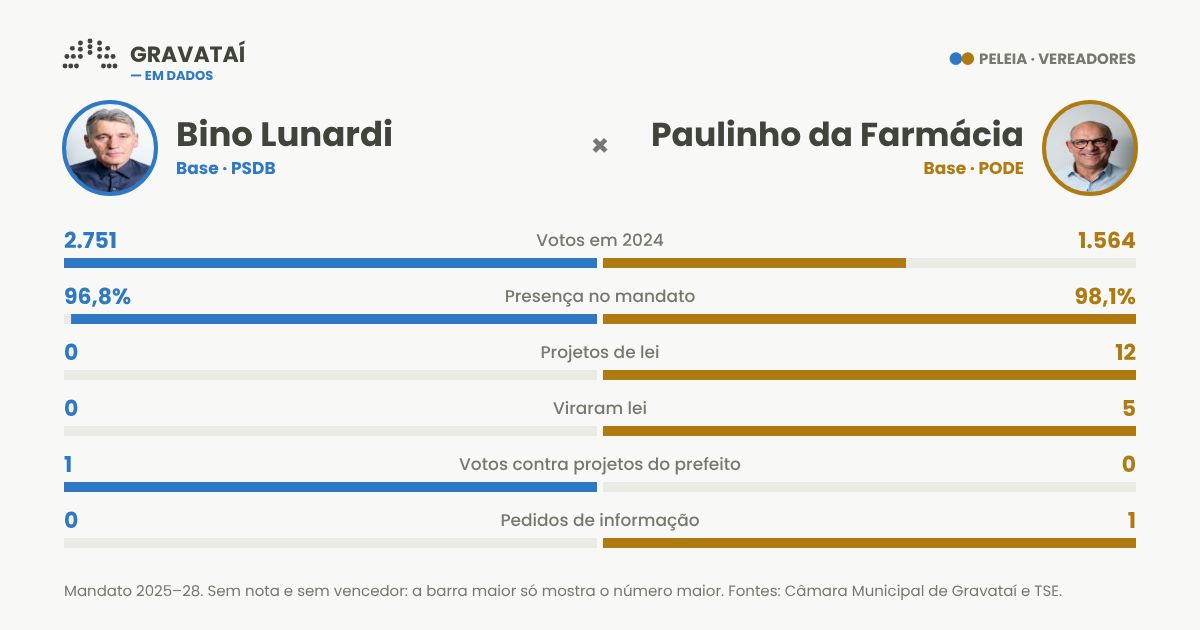 GRAVATAÍ
— EM DADOS
PELEIA · VEREADORES
Bino Lunardi
Base · PSDB
×
Paulinho da Farmácia
Base · PODE
2.751 Votos em 2024 1.564
96,8% Presença no mandato 98,1%
0 Projetos de lei 12
0 Viraram lei 5
1 Votos contra projetos do prefeito 0
0 Pedidos de informação 1
Mandato 2025–28. Sem nota e sem vencedor: a barra maior só mostra o número maior. Fontes: Câmara Municipal de Gravataí e TSE.